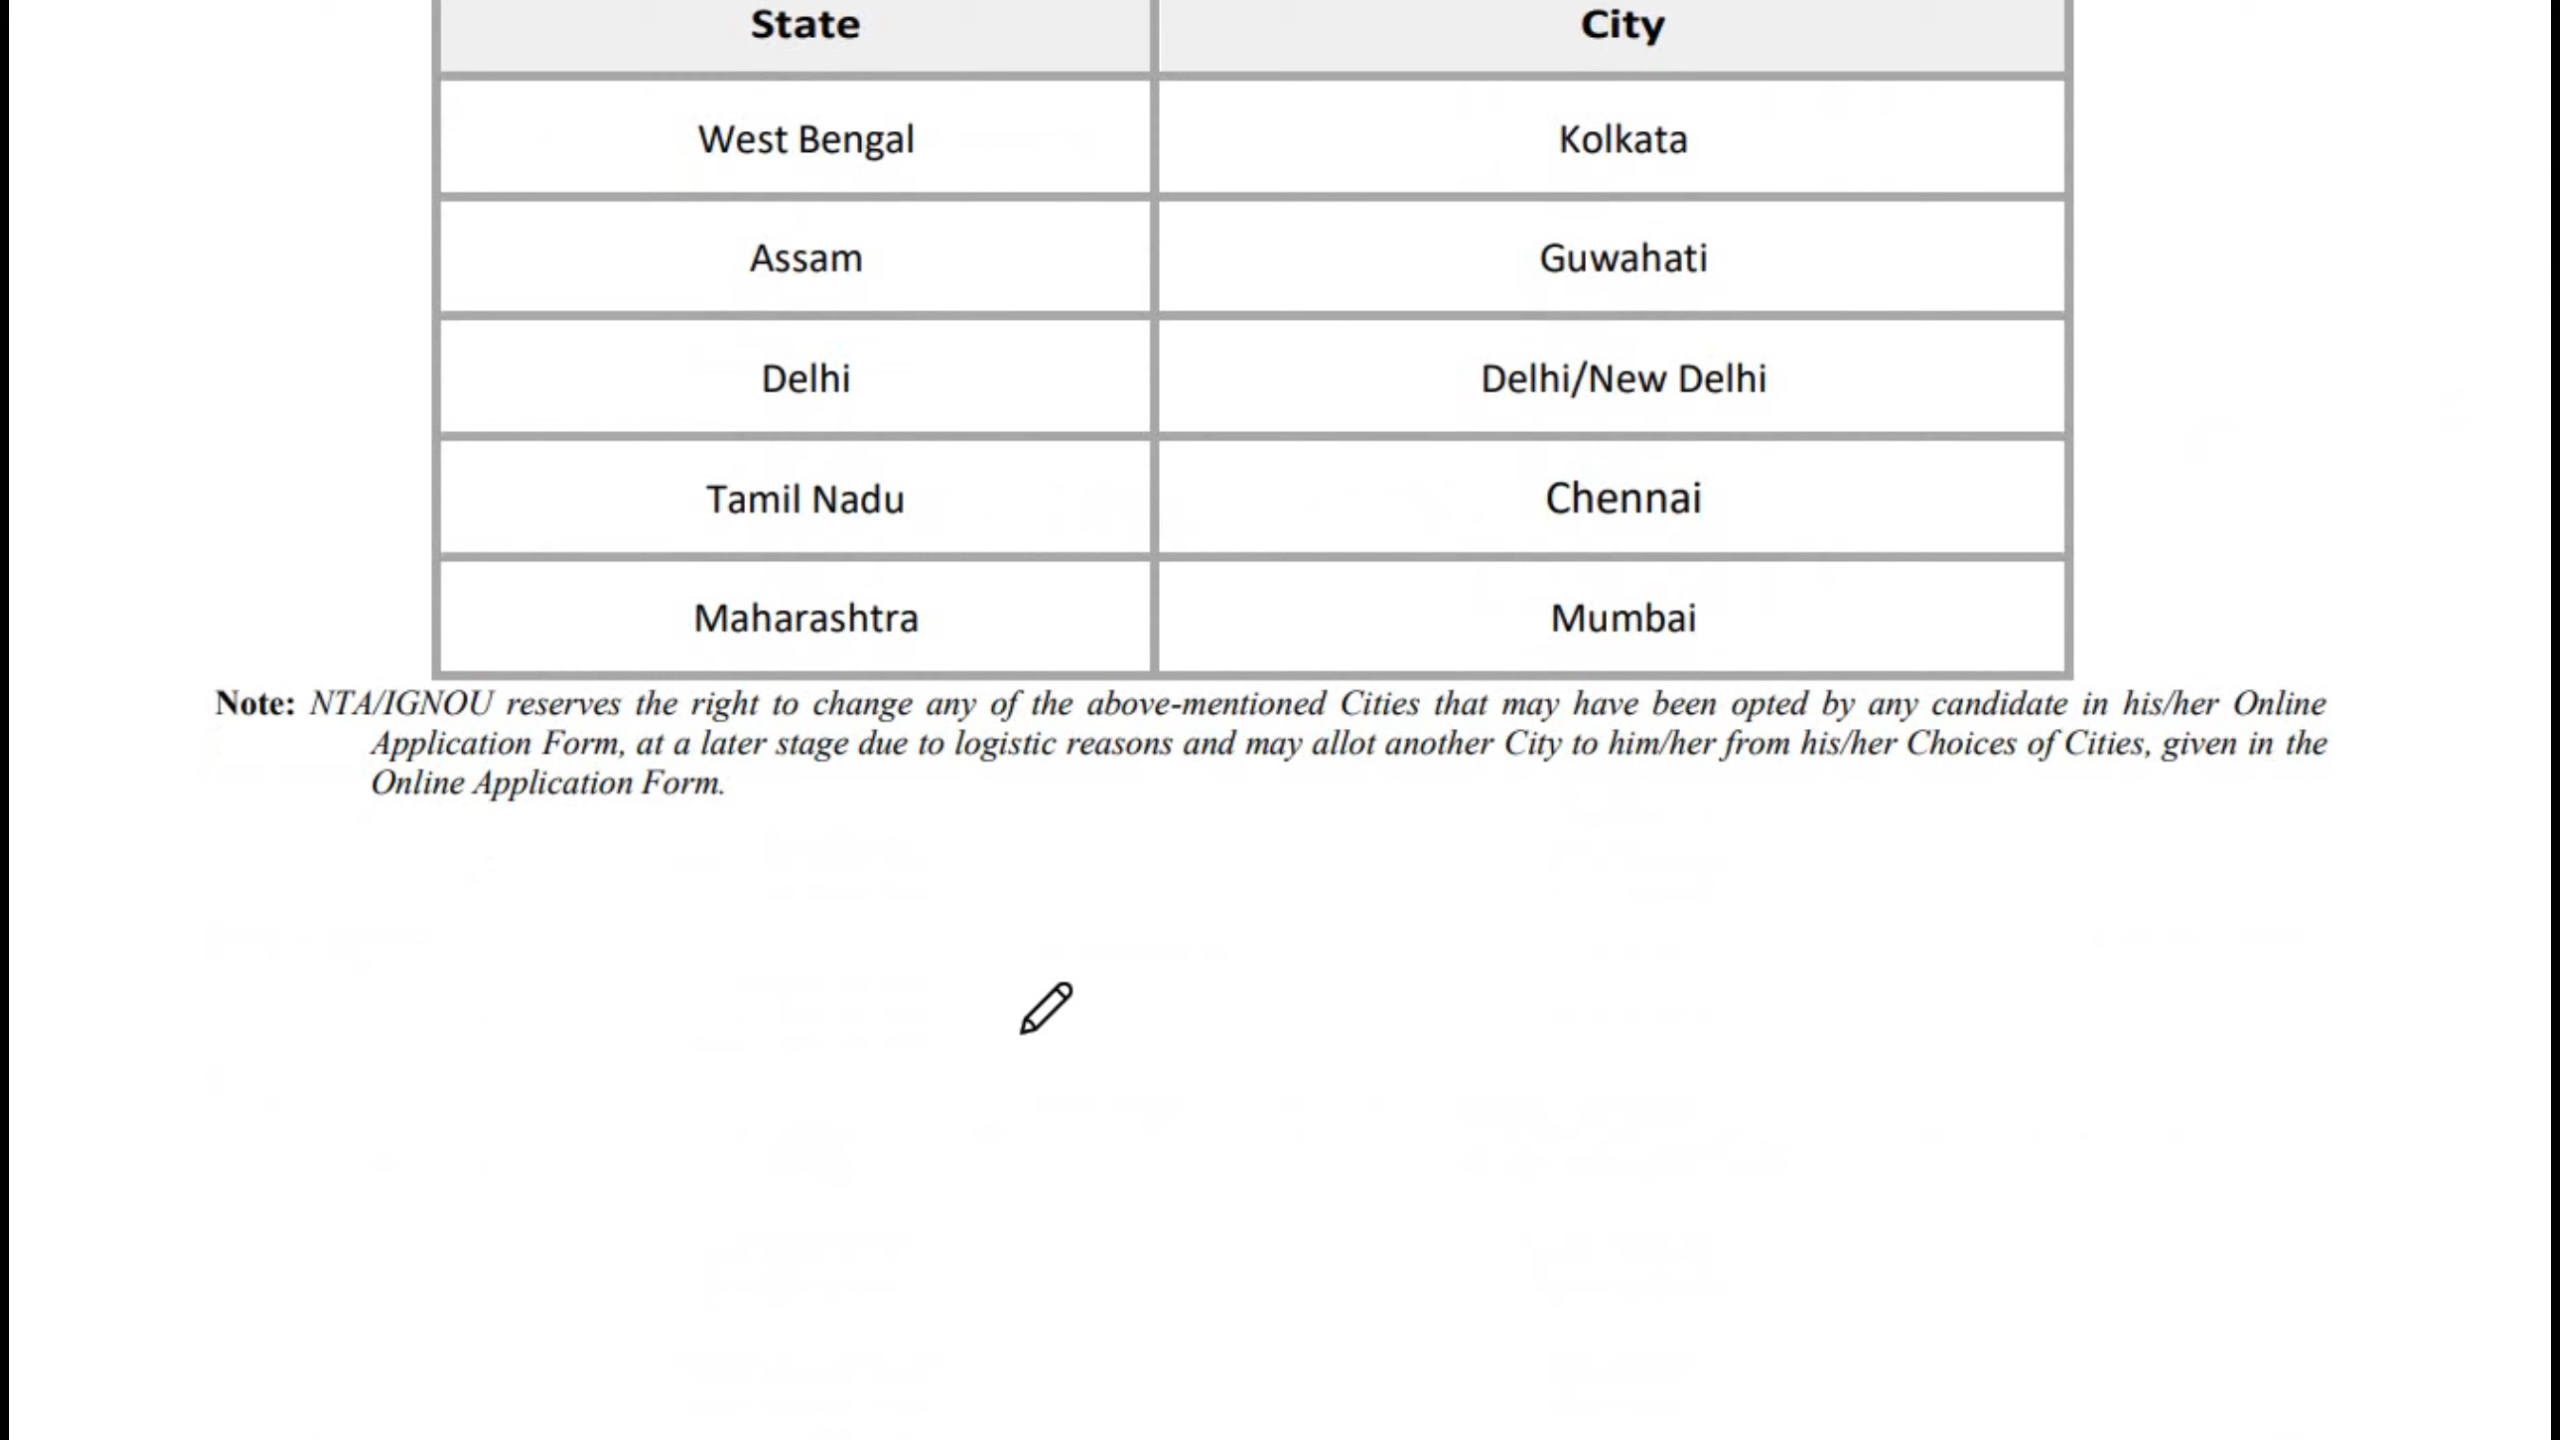 State City
West Bengal Kolkata
Assam Guwahati
Delhi Delhi/New Delhi
Tamil Nadu Chennai
Maharashtra Mumbai
Note: NTA/IGNOU reserves the right to change any of the above-mentioned Cities that may have been opted by any candidate in his/her Online
Application Form, at a later stage due to logistic reasons and may allot another City to him/her from his/her Choices of Cities, given in the
Online Application Form.